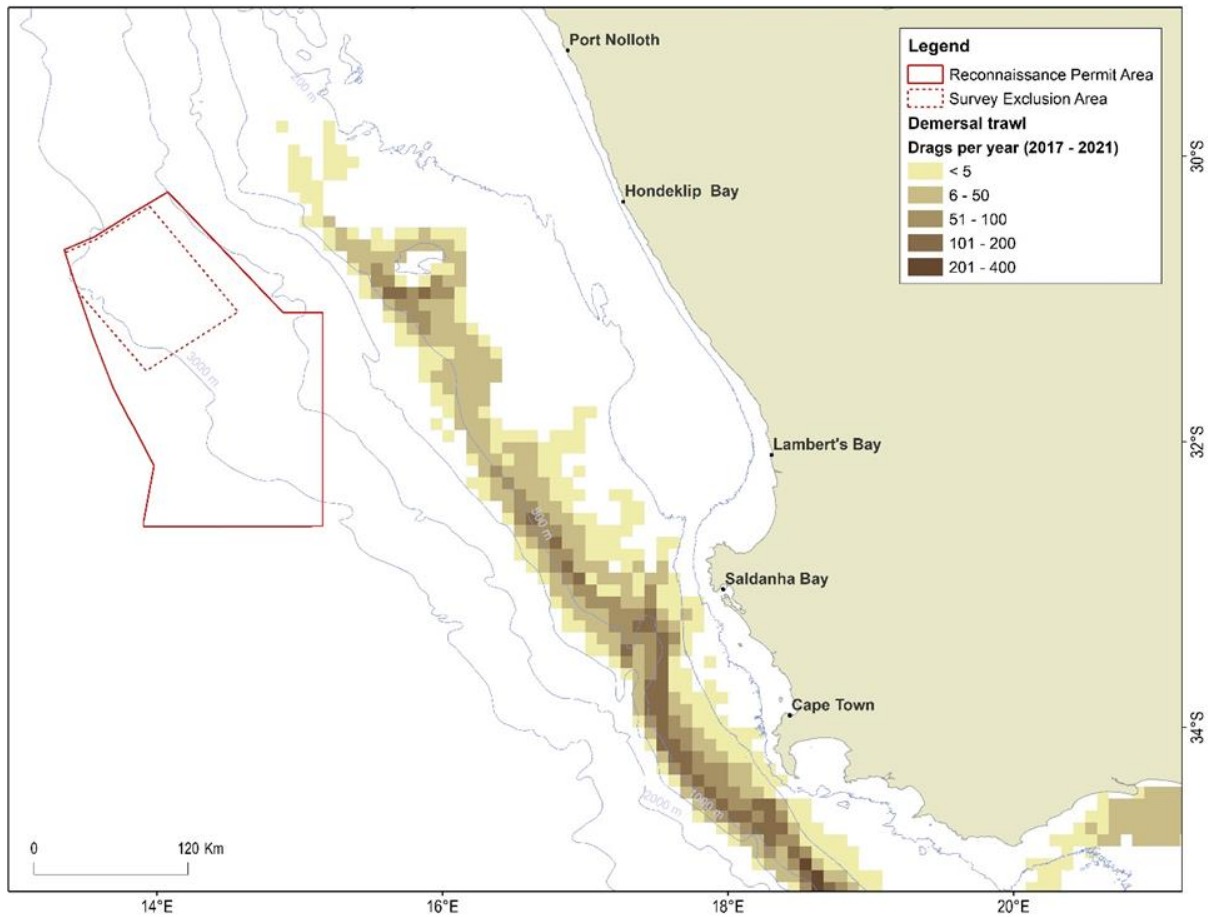 Port Nolloth
Legend
Reconnaissance Permit Area
Survey Exclusion Area
Demersal trawl
Drags per year (2017 - 2021)
< 5
6 - 50
51 - 100
101 - 200
201 - 400
200 m
30°S
Hondeklip Bay
3000 m
32°S
Lambert's Bay
500 m
Saldanha Bay
Cape Town
34°S
1000 m
2000 m
0
120 Km
14°E
16°E
18°E
20°E